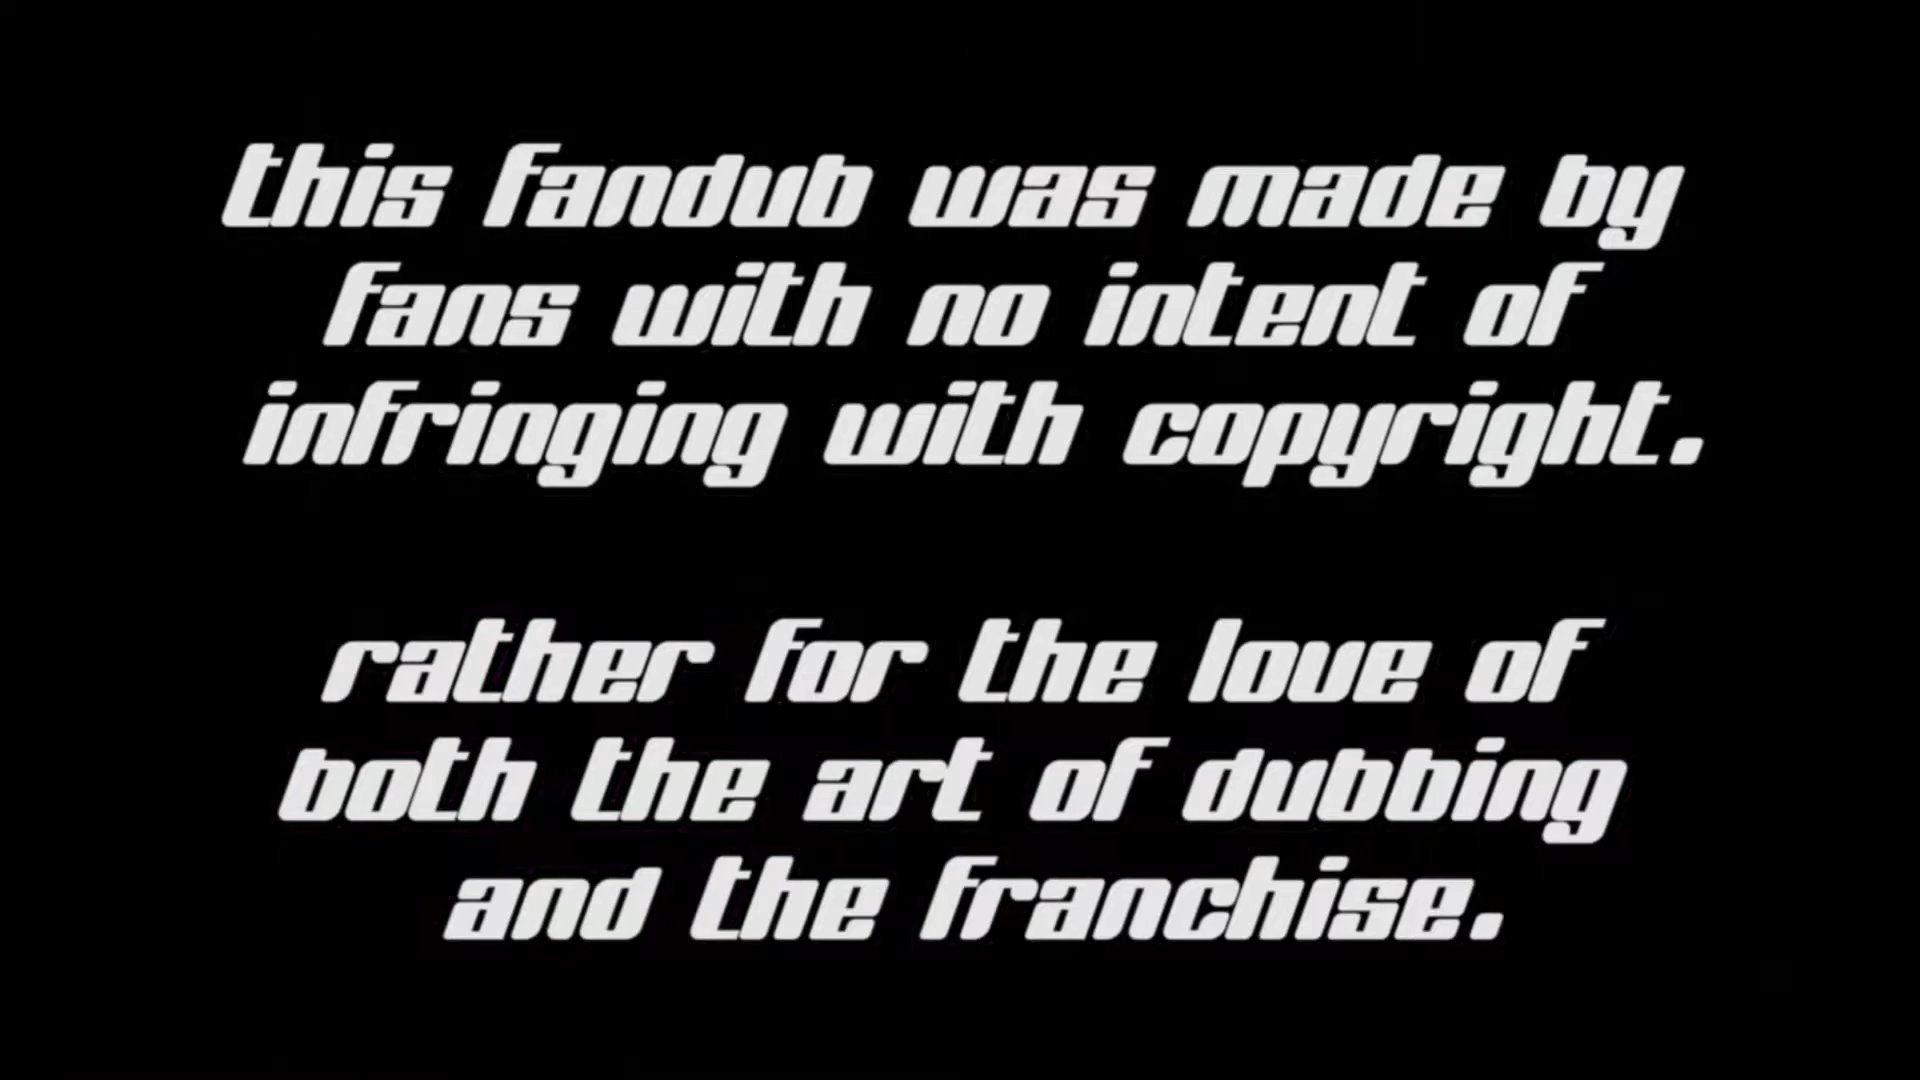 this fandub was made by
fans with no intent of
infringing with copyright.
rather for the love of
both the art of dubbing
and the franchise.